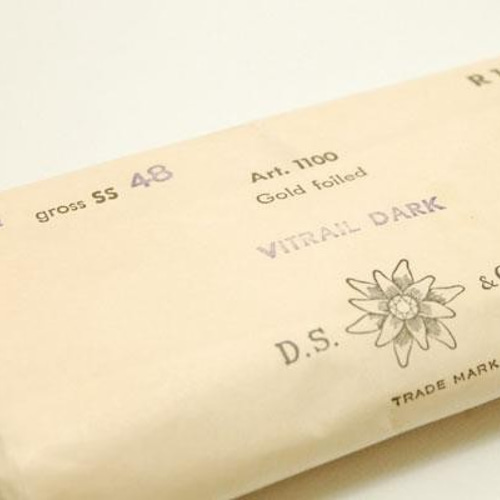 gross SS 48
Art. 1100
Gold foiled
VITRAIL DARK
D.S. &
TRADE MARK